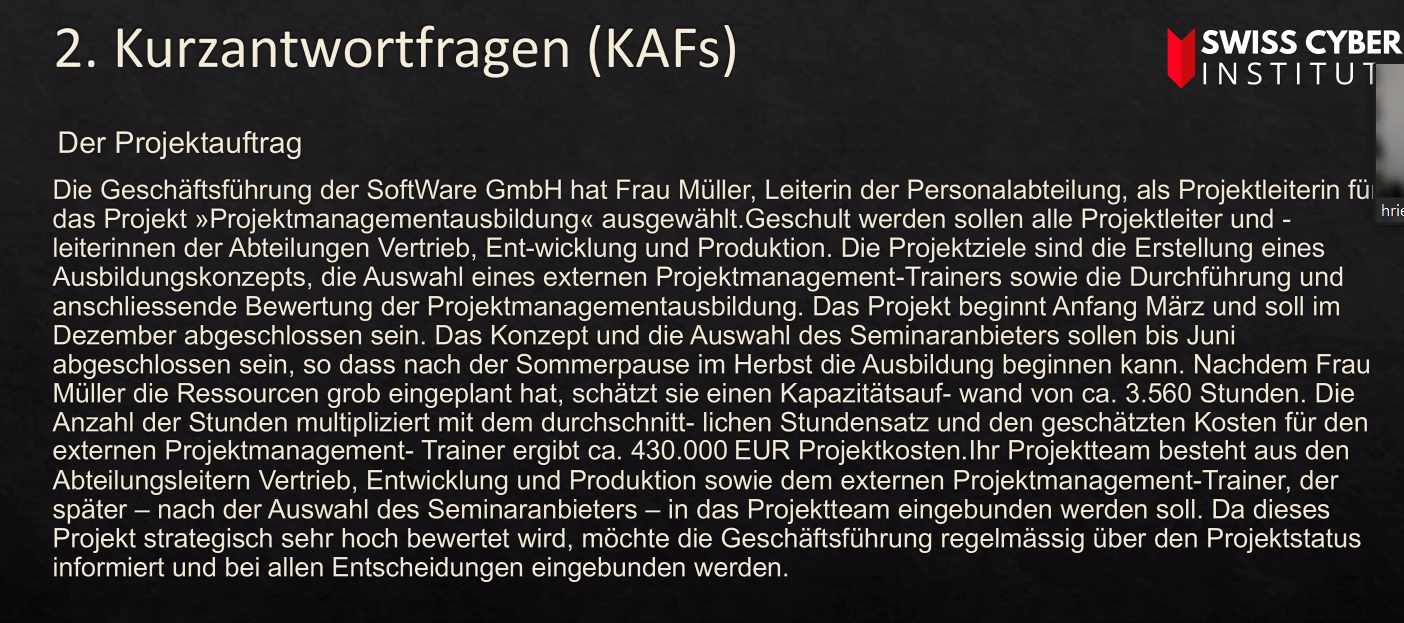 2. Kurzantwortfragen (KAFs)
SWISS CYBER
INSTITUT
Der Projektauftrag
Die Geschäftsführung der SoftWare GmbH hat Frau Müller, Leiterin der Personalabteilung, als Projektleiterin für
das Projekt »Projektmanagementausbildung« ausgewählt.Geschult werden sollen alle Projektleiter und -
leiterinnen der Abteilungen Vertrieb, Ent-wicklung und Produktion. Die Projektziele sind die Erstellung eines
Ausbildungskonzepts, die Auswahl eines externen Projektmanagement-Trainers sowie die Durchführung und
anschliessende Bewertung der Projektmanagementausbildung. Das Projekt beginnt Anfang März und soll im
Dezember abgeschlossen sein. Das Konzept und die Auswahl des Seminaranbieters sollen bis Juni
abgeschlossen sein, so dass nach der Sommerpause im Herbst die Ausbildung beginnen kann. Nachdem Frau
Müller die Ressourcen grob eingeplant hat, schätzt sie einen Kapazitätsauf- wand von ca. 3.560 Stunden. Die
Anzahl der Stunden multipliziert mit dem durchschnitt- lichen Stundensatz und den geschätzten Kosten für den
externen Projektmanagement- Trainer ergibt ca. 430.000 EUR Projektkosten.Ihr Projektteam besteht aus den
Abteilungsleitern Vertrieb, Entwicklung und Produktion sowie dem externen Projektmanagement-Trainer, der
später – nach der Auswahl des Seminaranbieters – in das Projektteam eingebunden werden soll. Da dieses
Projekt strategisch sehr hoch bewertet wird, möchte die Geschäftsführung regelmässig über den Projektstatus
informiert und bei allen Entscheidungen eingebunden werden.